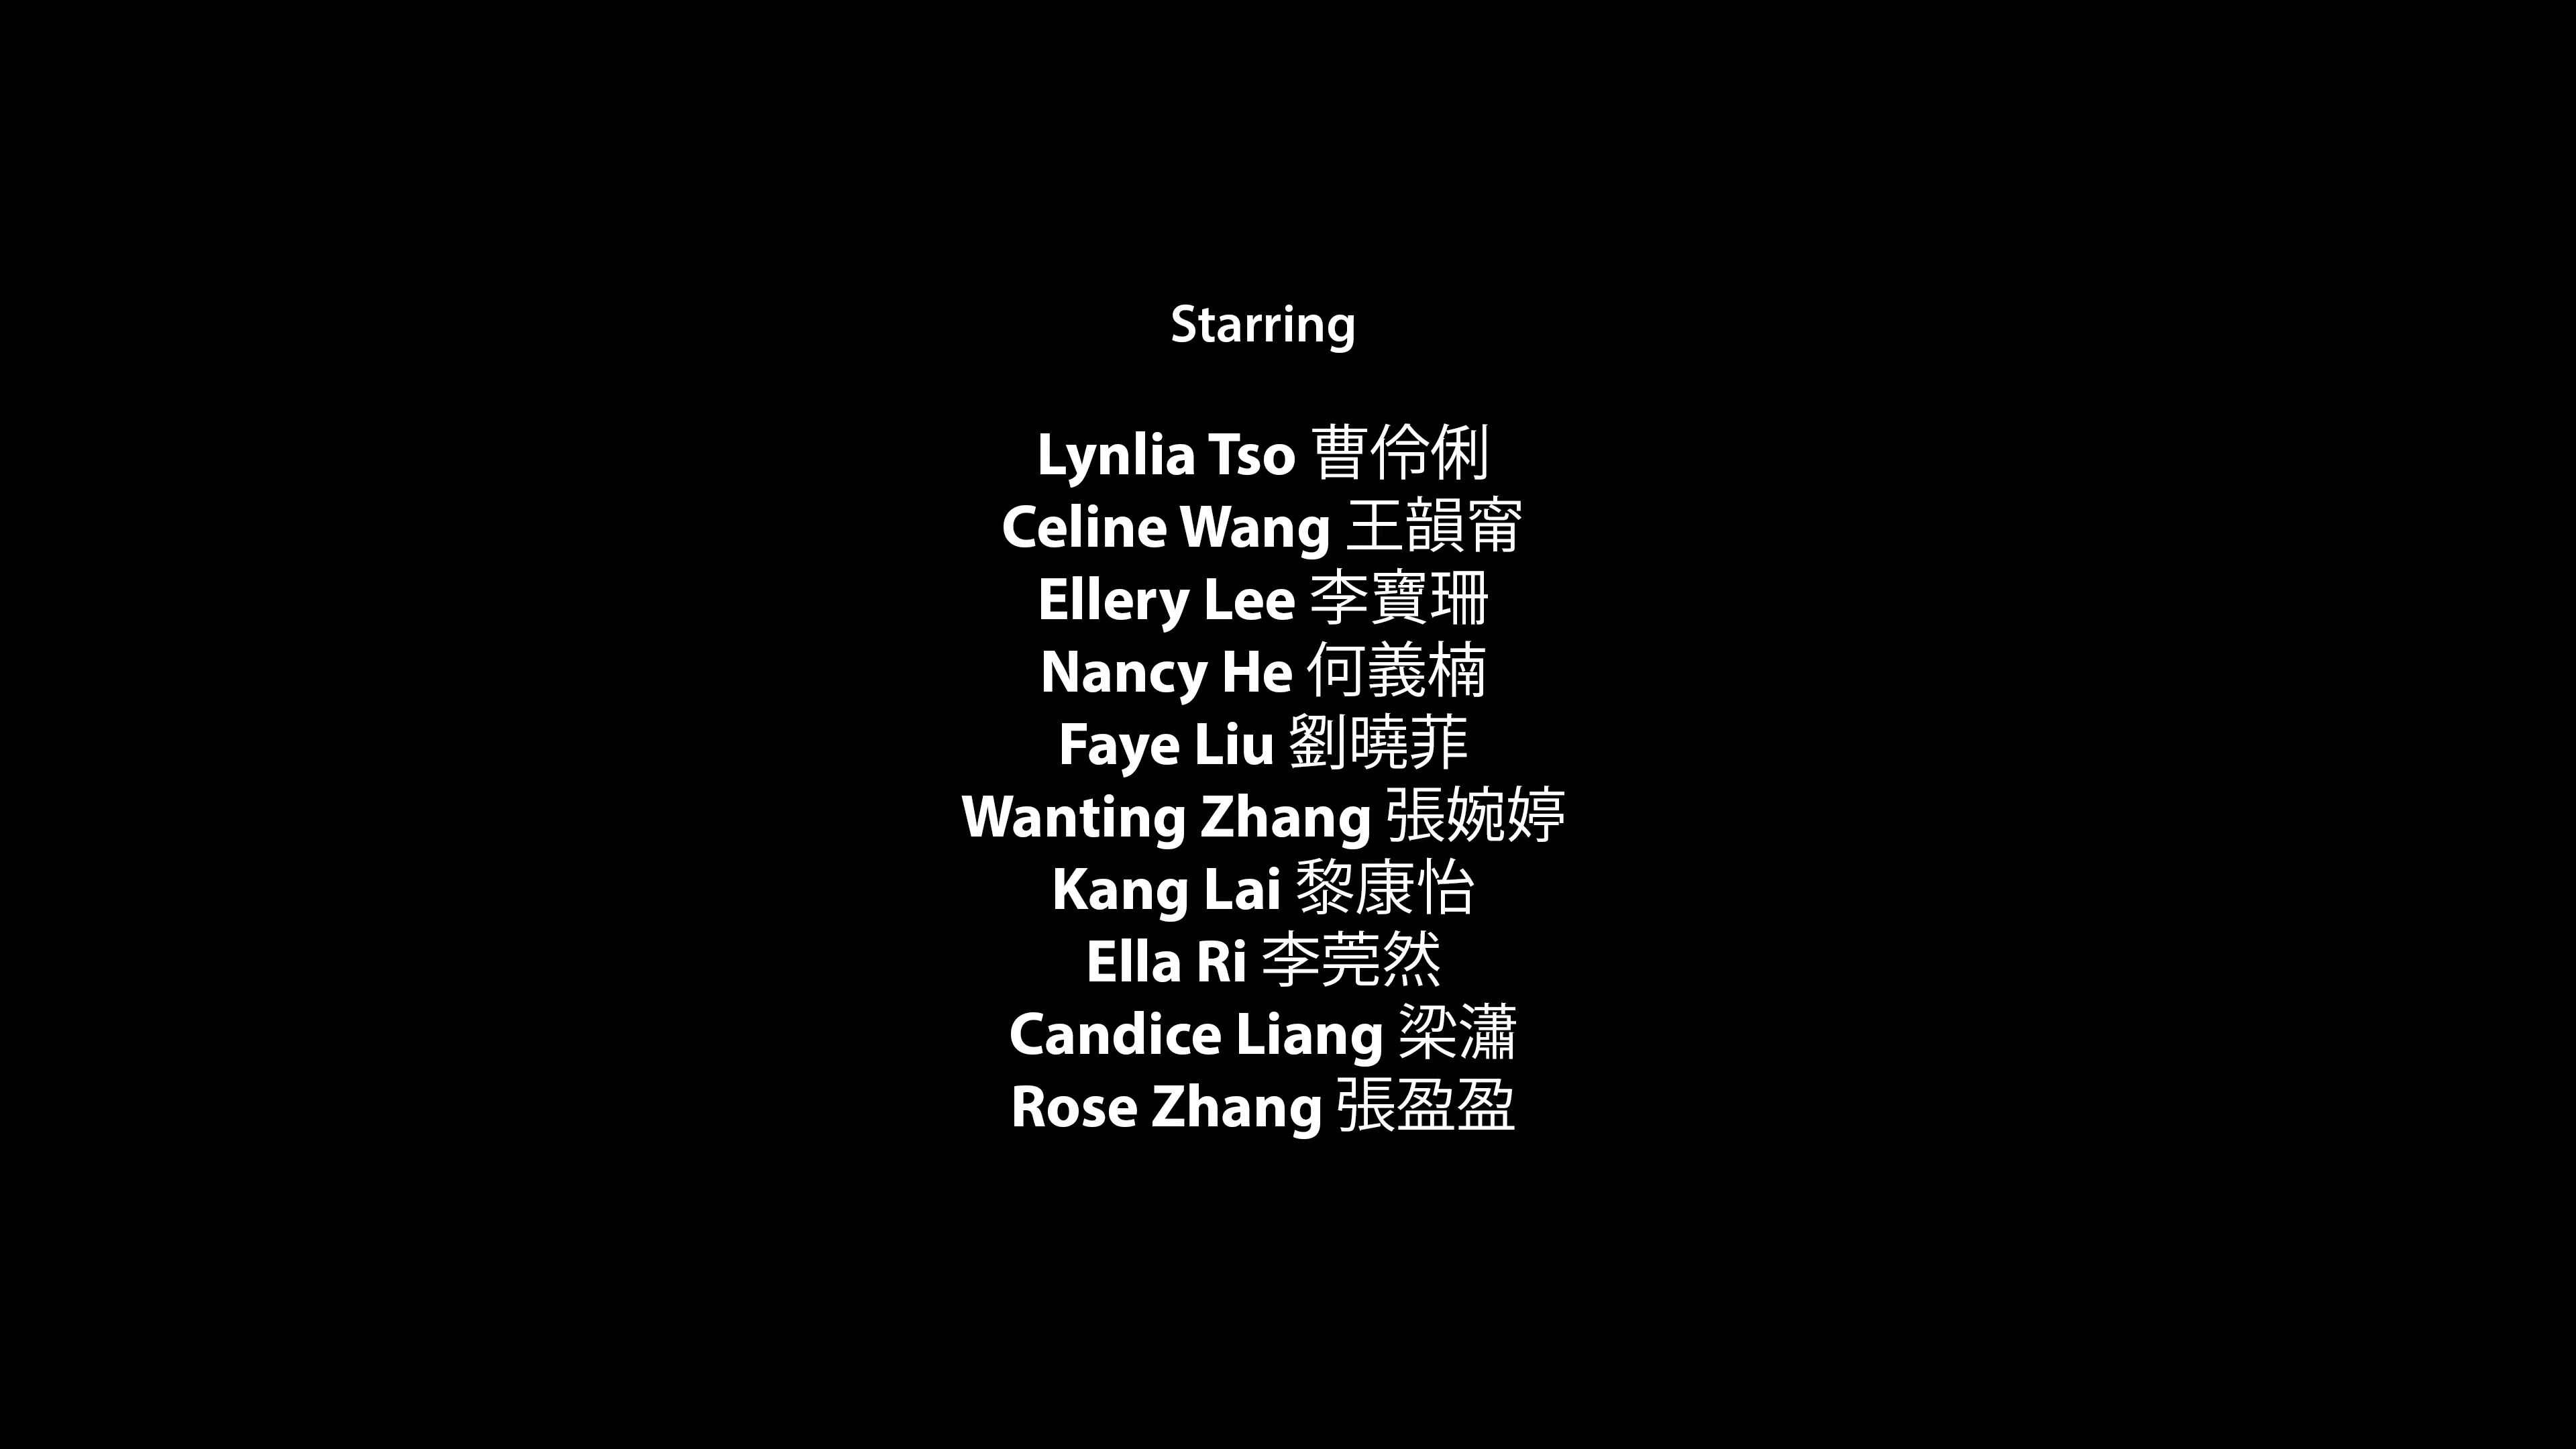 Starring
Lynlia Tso 曹伶俐
Celine Wang 王韻甯
Ellery Lee 李寶珊
Nancy He 何義楠
Faye Liu 劉曉菲
Wanting Zhang 張婉婷
Kang Lai 黎康怡
Ella Ri 李莞然
Candice Liang 梁瀟
Rose Zhang 張盈盈